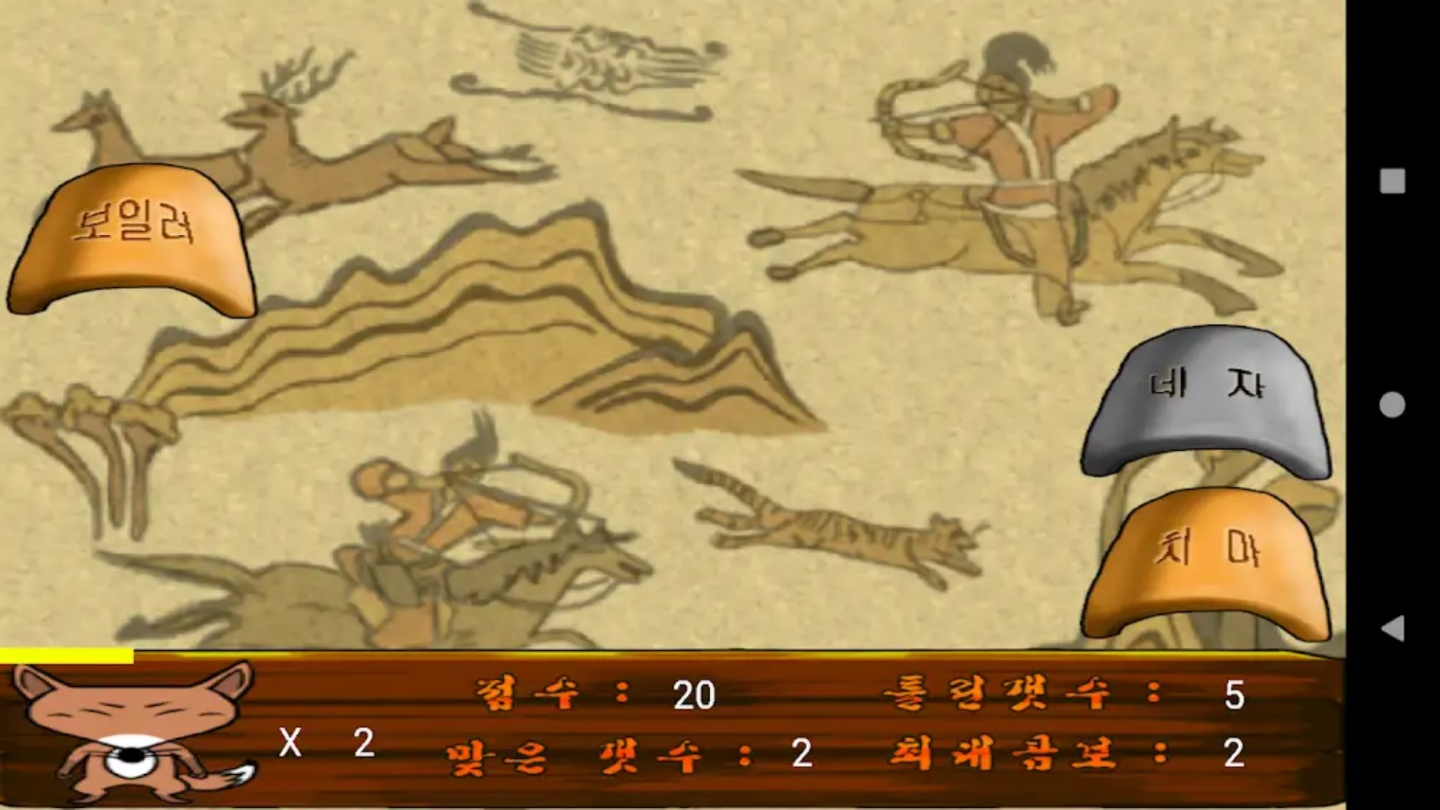 보일러
네 자
치 마
점수 : 20
틀린갯수 : 5
X 2
맞은 갯수 : 2
최대콤보 : 2